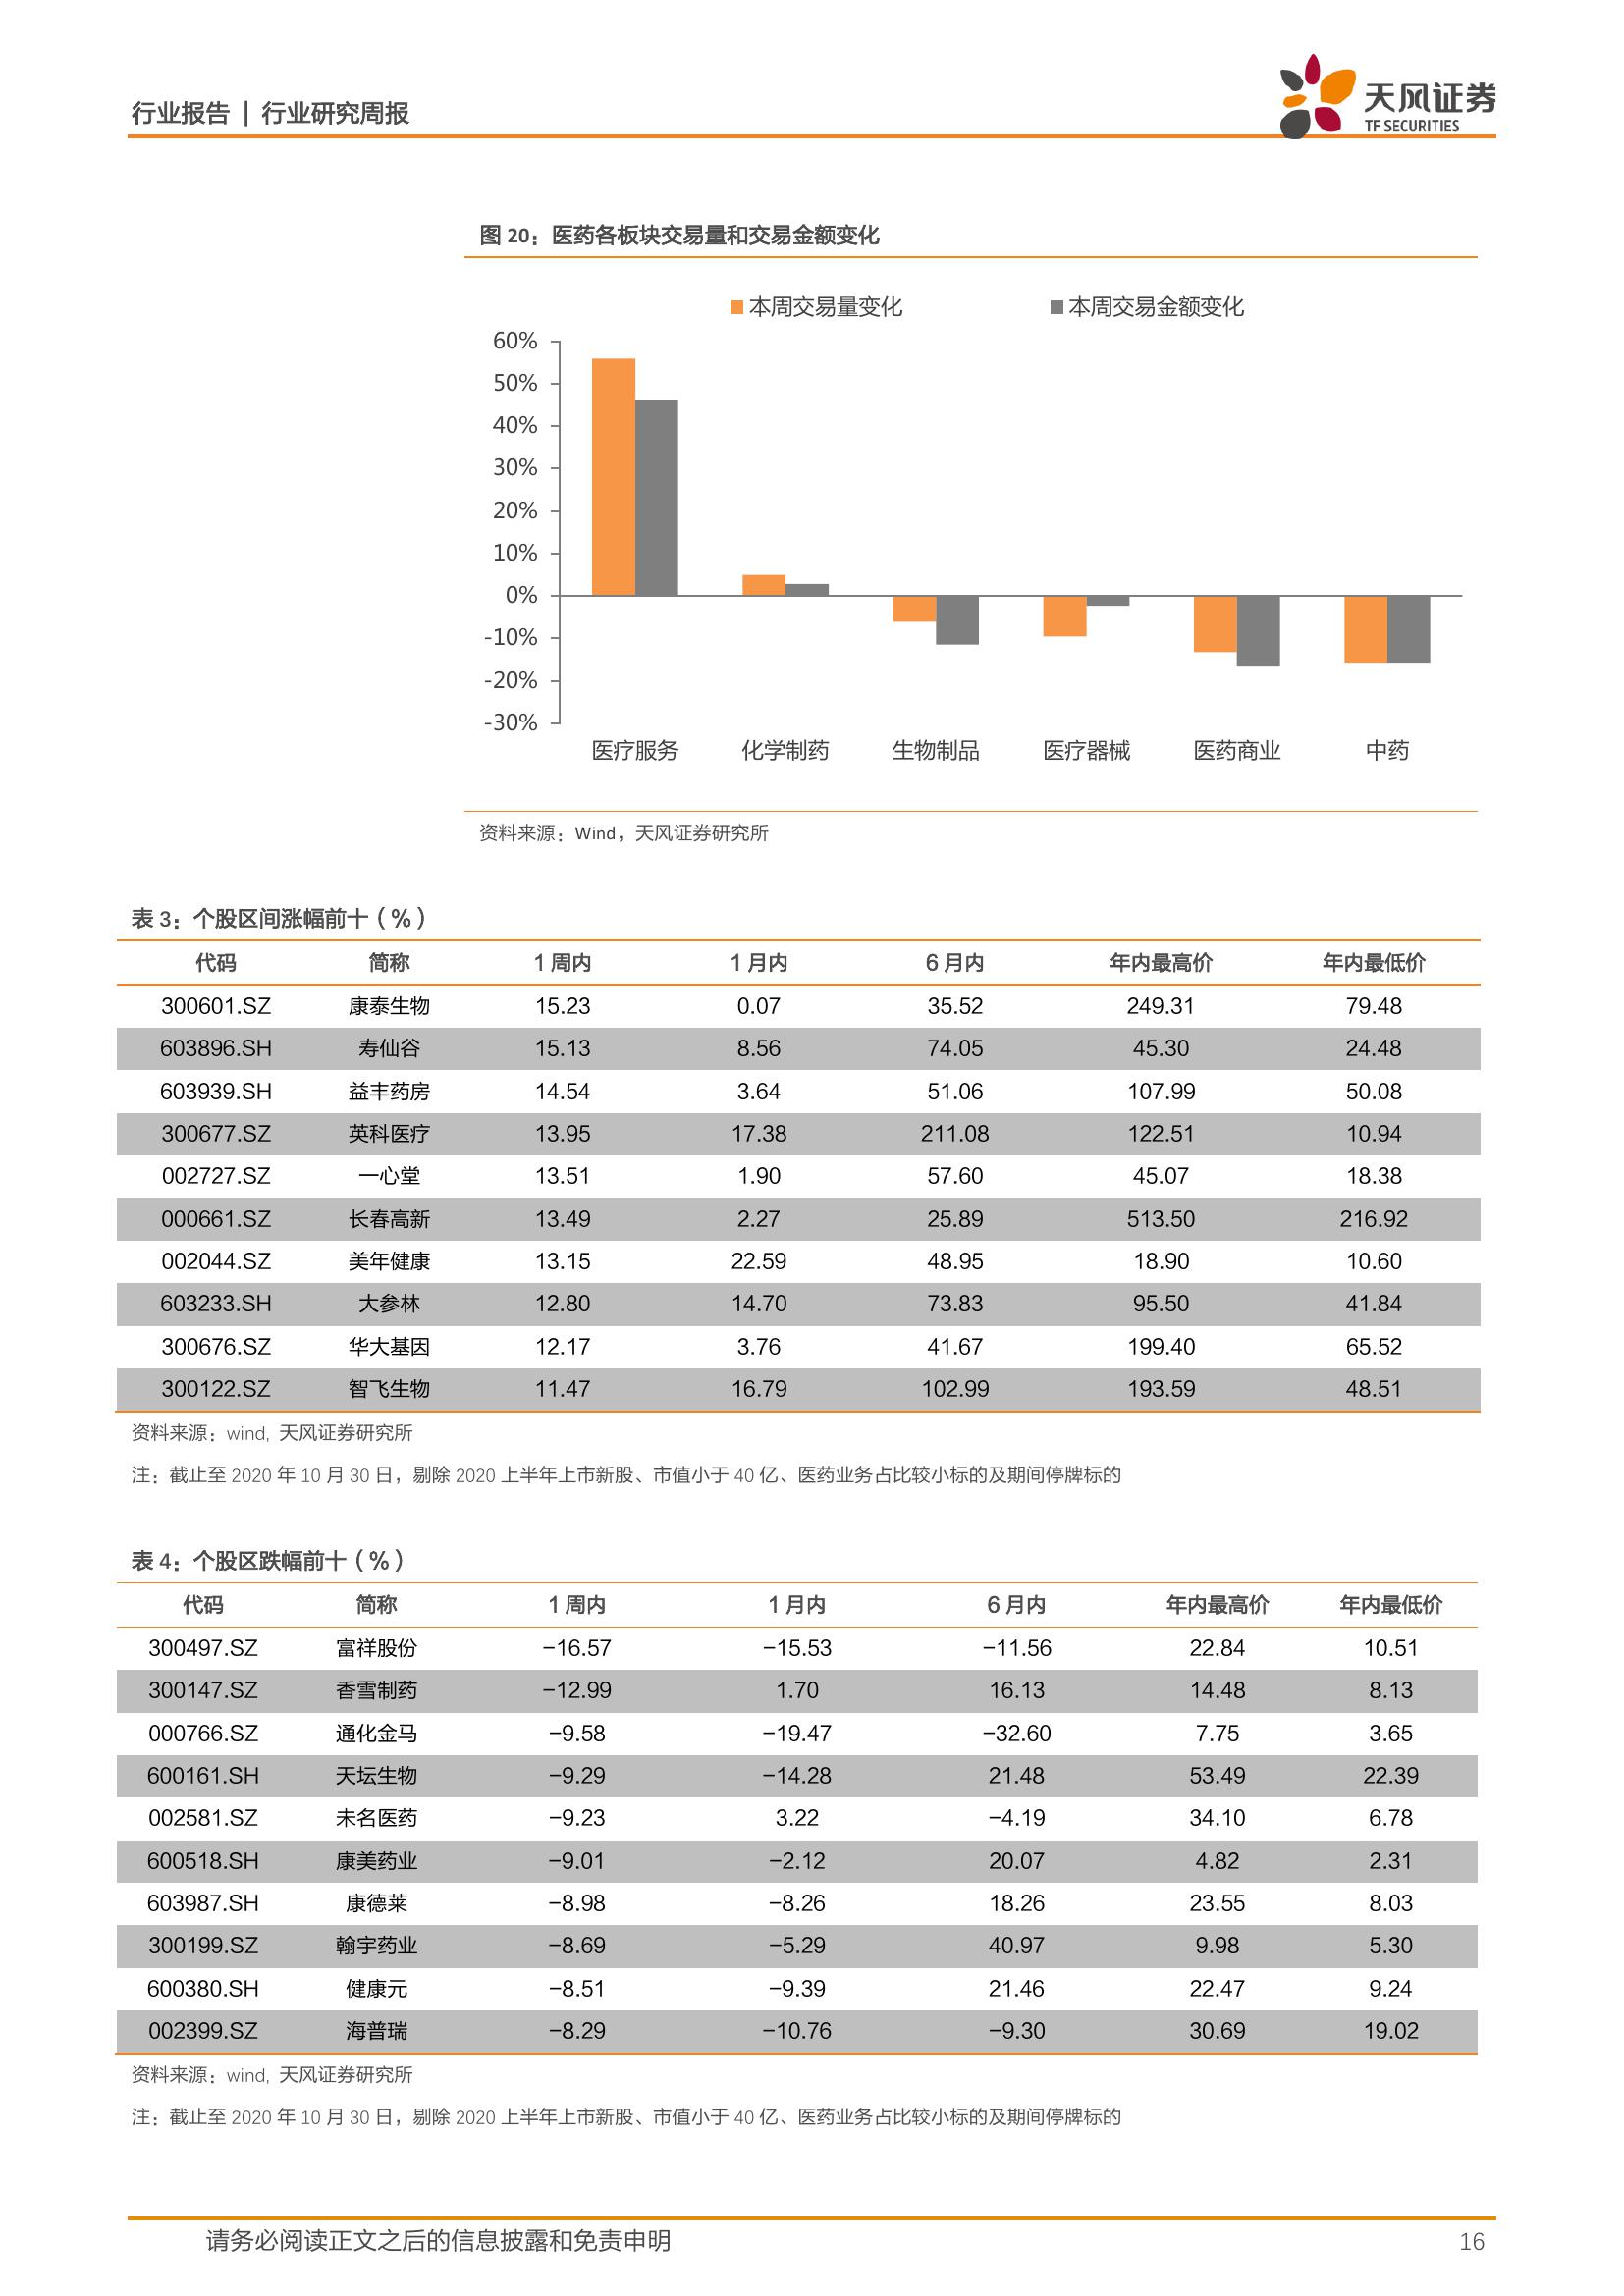 行业报告 | 行业研究周报
天风证券
TF SECURITIES
图 20：医药各板块交易量和交易金额变化
本周交易量变化 本周交易金额变化
60%
50%
40%
30%
20%
10%
0%
-10%
-20%
-30%
医疗服务 化学制药 生物制品 医疗器械 医药商业 中药
资料来源：Wind，天风证券研究所
表 3：个股区间涨幅前十（%）
代码 简称 1 周内 1 月内 6 月内 年内最高价 年内最低价
300601.SZ 康泰生物 15.23 0.07 35.52 249.31 79.48
603896.SH 寿仙谷 15.13 8.56 74.05 45.30 24.48
603939.SH 益丰药房 14.54 3.64 51.06 107.99 50.08
300677.SZ 英科医疗 13.95 17.38 211.08 122.51 10.94
002727.SZ 一心堂 13.51 1.90 57.60 45.07 18.38
000661.SZ 长春高新 13.49 2.27 25.89 513.50 216.92
002044.SZ 美年健康 13.15 22.59 48.95 18.90 10.60
603233.SH 大参林 12.80 14.70 73.83 95.50 41.84
300676.SZ 华大基因 12.17 3.76 41.67 199.40 65.52
300122.SZ 智飞生物 11.47 16.79 102.99 193.59 48.51
资料来源：wind, 天风证券研究所
注：截止至 2020 年 10 月 30 日，剔除 2020 上半年上市新股、市值小于 40 亿、医药业务占比较小标的及期间停牌标的
表 4：个股区跌幅前十（%）
代码 简称 1 周内 1 月内 6 月内 年内最高价 年内最低价
300497.SZ 富祥股份 −16.57 −15.53 −11.56 22.84 10.51
300147.SZ 香雪制药 −12.99 1.70 16.13 14.48 8.13
000766.SZ 通化金马 −9.58 −19.47 −32.60 7.75 3.65
600161.SH 天坛生物 −9.29 −14.28 21.48 53.49 22.39
002581.SZ 未名医药 −9.23 3.22 −4.19 34.10 6.78
600518.SH 康美药业 −9.01 −2.12 20.07 4.82 2.31
603987.SH 康德莱 −8.98 −8.26 18.26 23.55 8.03
300199.SZ 翰宇药业 −8.69 −5.29 40.97 9.98 5.30
600380.SH 健康元 −8.51 −9.39 21.46 22.47 9.24
002399.SZ 海普瑞 −8.29 −10.76 −9.30 30.69 19.02
资料来源：wind, 天风证券研究所
注：截止至 2020 年 10 月 30 日，剔除 2020 上半年上市新股、市值小于 40 亿、医药业务占比较小标的及期间停牌标的
请务必阅读正文之后的信息披露和免责申明 16